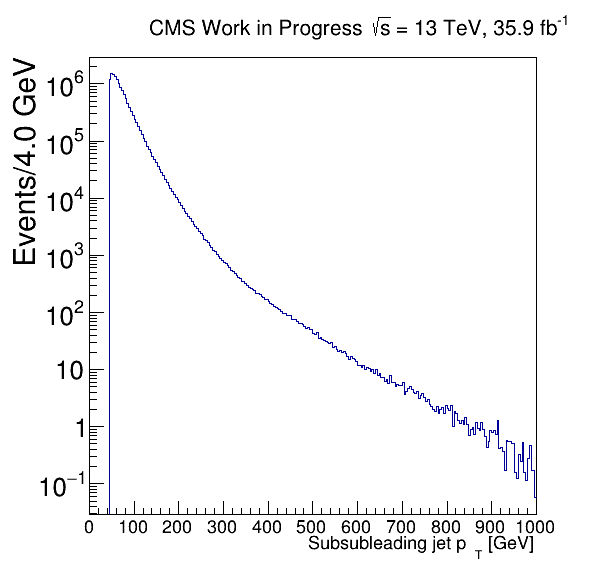 CMS Work in Progress √s = 13 TeV, 35.9 fb⁻¹
Events/4.0 GeV
10⁶
10⁵
10⁴
10³
10²
10
1
10⁻¹
0 100 200 300 400 500 600 700 800 900 1000
Subsubleading jet p_T [GeV]